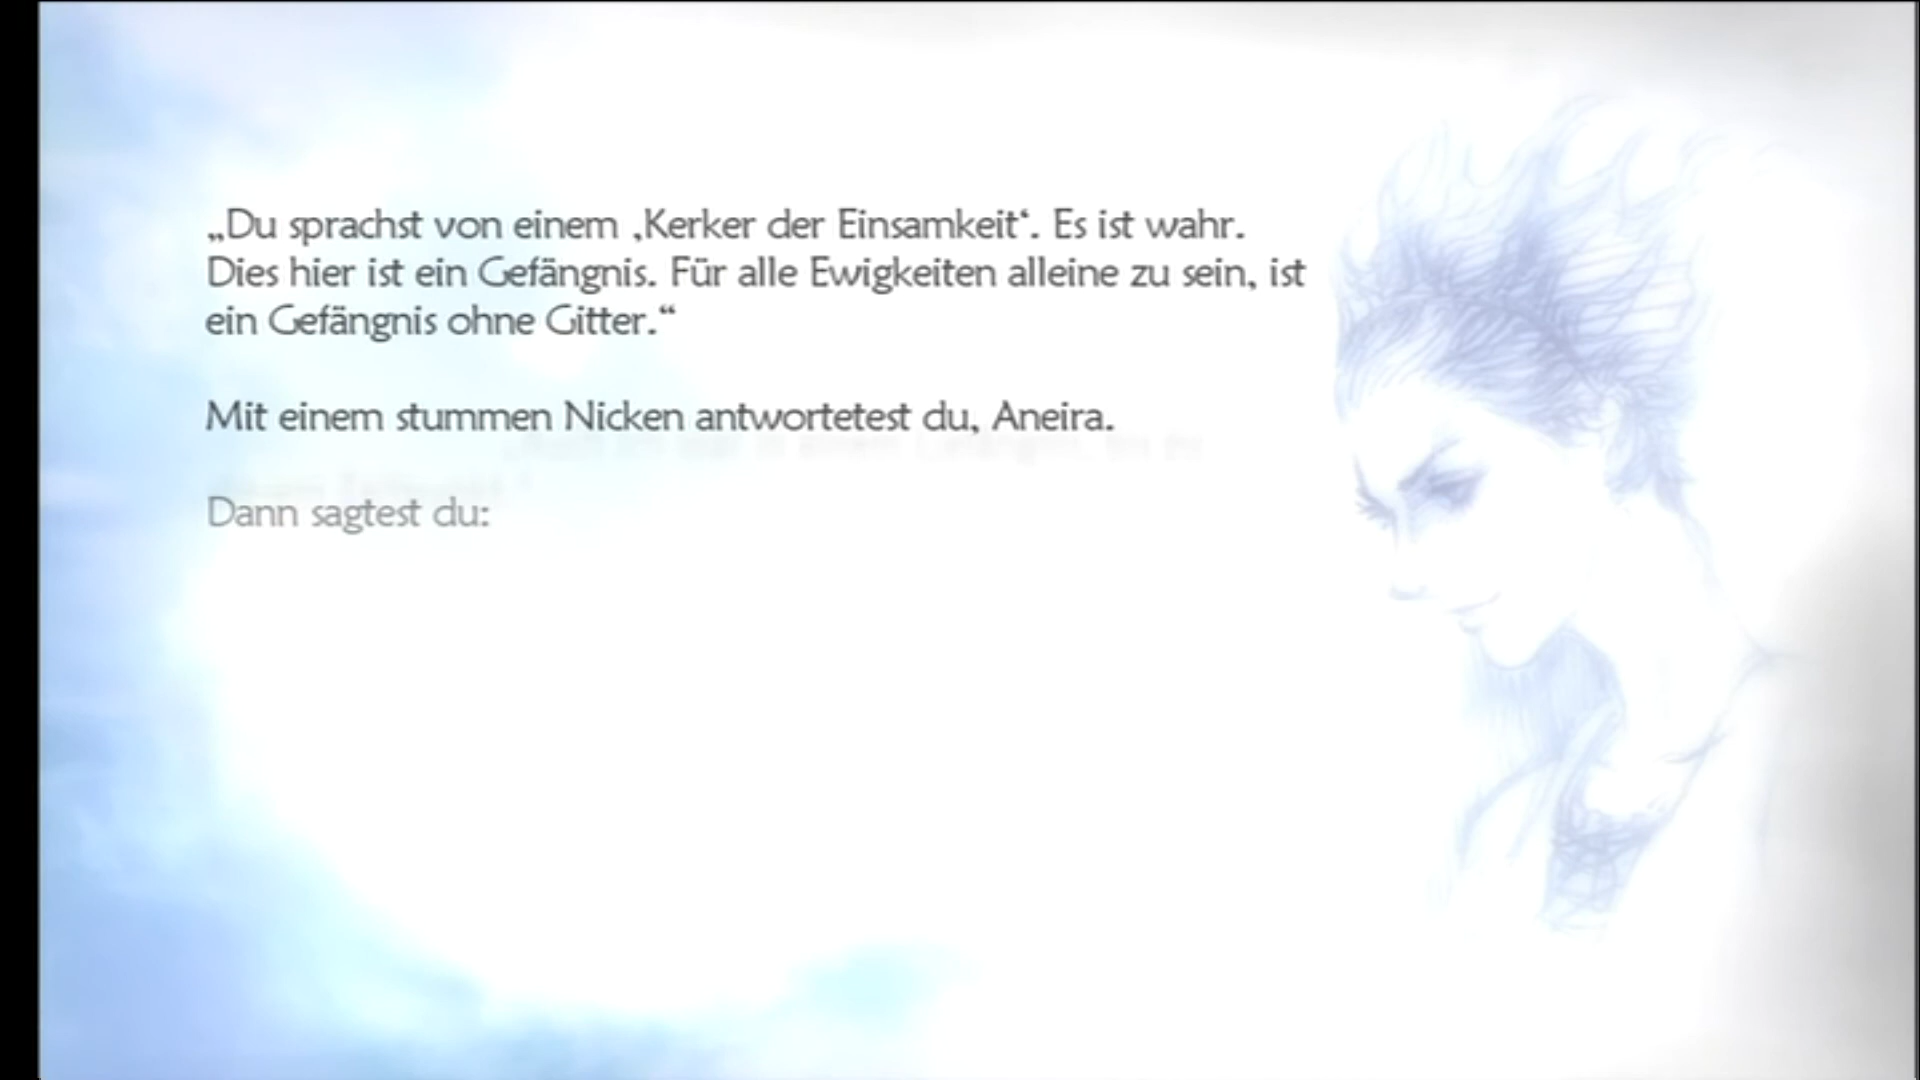 „Du sprachst von einem ‚Kerker der Einsamkeit‘. Es ist wahr.
Dies hier ist ein Gefängnis. Für alle Ewigkeiten alleine zu sein, ist
ein Gefängnis ohne Gitter.“
Mit einem stummen Nicken antwortetest du, Aneira.
Dann sagtest du: